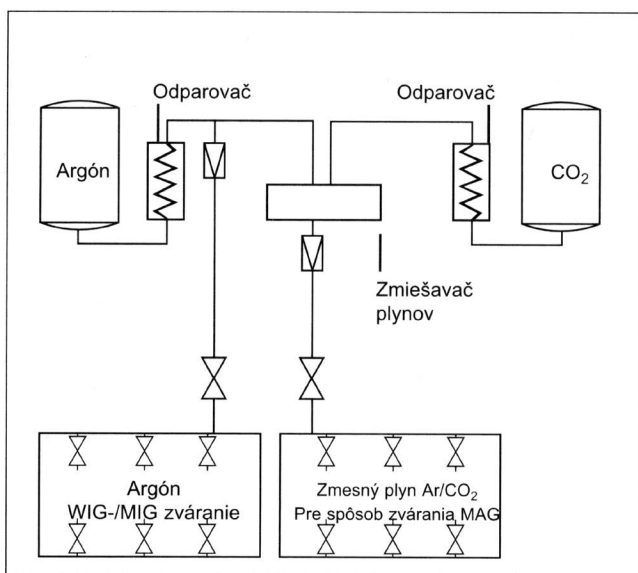 Odparovač
Odparovač
Argón
CO₂
Zmiešavač
plynov
Argón
WIG-/MIG zváranie
Zmesný plyn Ar/CO₂
Pre spôsob zvárania MAG